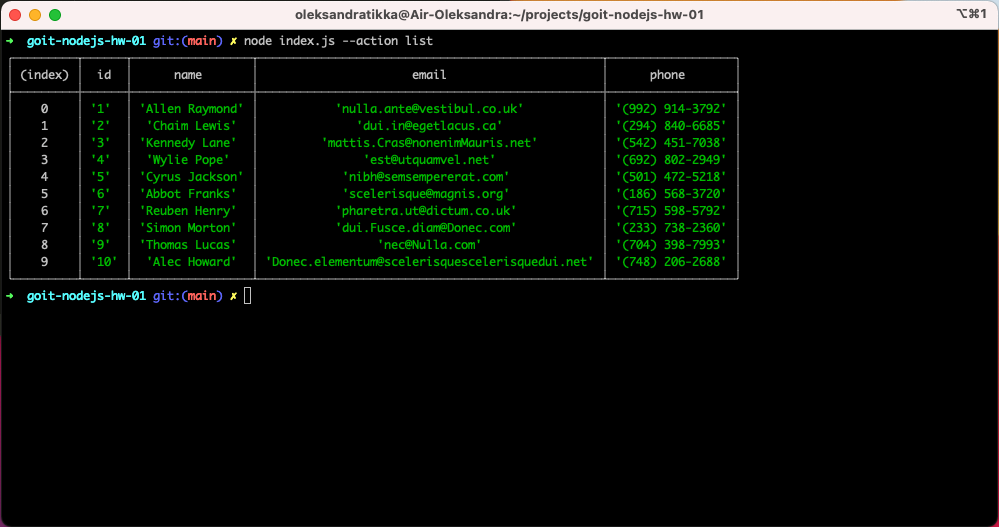 oleksandratikka@Air-Oleksandra:~/projects/goit-nodejs-hw-01 ⌥⌘1
➜ goit-nodejs-hw-01 git:(main) ✗ node index.js --action list
(index) id name email phone
0 '1' 'Allen Raymond' 'nulla.ante@vestibul.co.uk' '(992) 914-3792'
1 '2' 'Chaim Lewis' 'dui.in@egetlacus.ca' '(294) 840-6685'
2 '3' 'Kennedy Lane' 'mattis.Cras@nonenimMauris.net' '(542) 451-7038'
3 '4' 'Wylie Pope' 'est@utquamvel.net' '(692) 802-2949'
4 '5' 'Cyrus Jackson' 'nibh@semsempererat.com' '(501) 472-5218'
5 '6' 'Abbot Franks' 'scelerisque@magnis.org' '(186) 568-3720'
6 '7' 'Reuben Henry' 'pharetra.ut@dictum.co.uk' '(715) 598-5792'
7 '8' 'Simon Morton' 'dui.Fusce.diam@Donec.com' '(233) 738-2360'
8 '9' 'Thomas Lucas' 'nec@Nulla.com' '(704) 398-7993'
9 '10' 'Alec Howard' 'Donec.elementum@scelerisquescelerisquedui.net' '(748) 206-2688'
➜ goit-nodejs-hw-01 git:(main) ✗